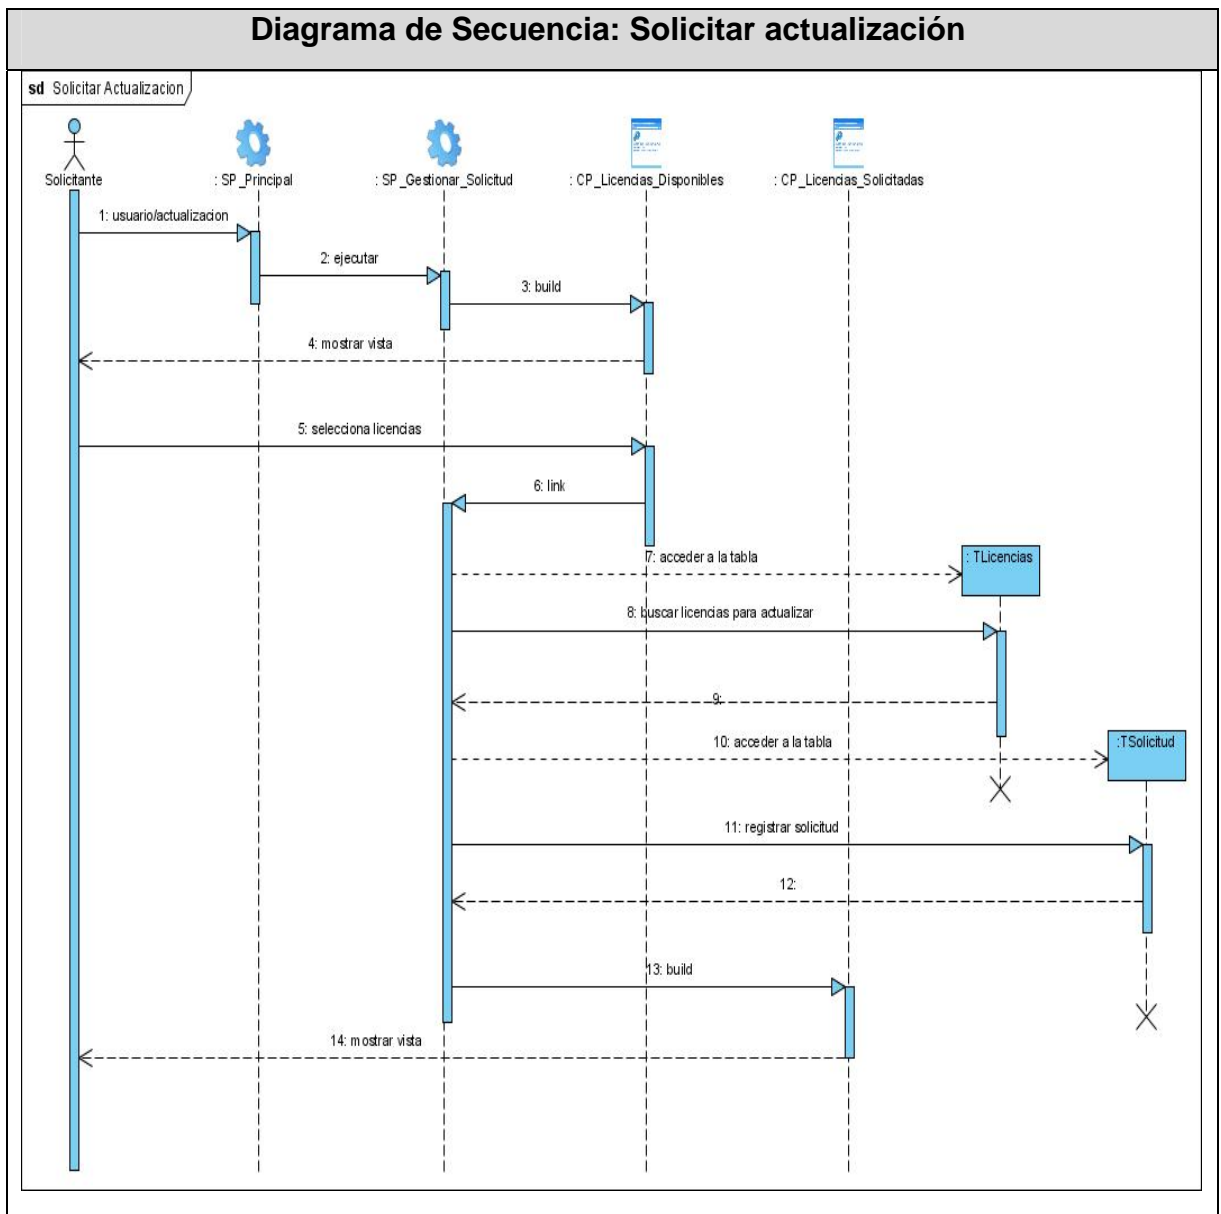 Diagrama de Secuencia: Solicitar actualización
sd Solicitar Actualizacion
Solicitante
: SP_Principal
: SP_Gestionar_Solicitud
: CP_Licencias_Disponibles
: CP_Licencias_Solicitadas
1: usuario/actualizacion
2: ejecutar
3: build
4: mostrar vista
5: selecciona licencias
6: link
7: acceder a la tabla
: TLicencias
8: buscar licencias para actualizar
9:
10: acceder a la tabla
:TSolicitud
11: registrar solicitud
12:
13: build
14: mostrar vista